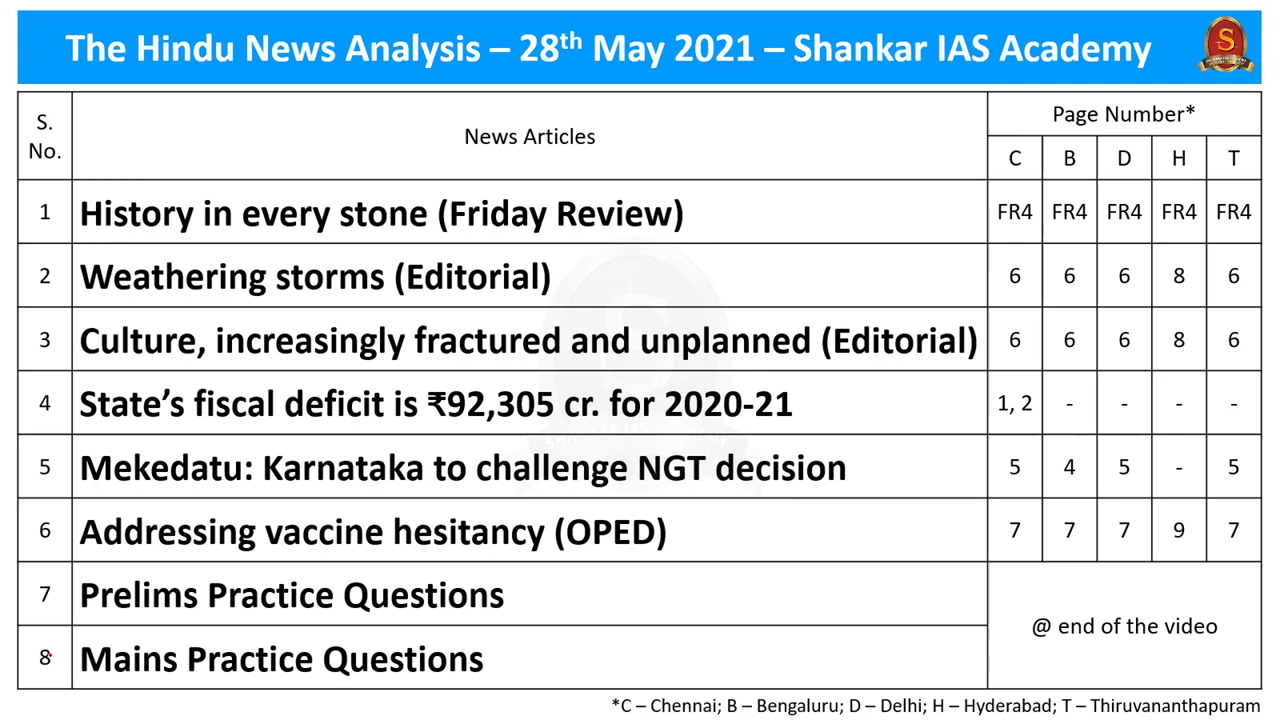 The Hindu News Analysis – 28th May 2021 – Shankar IAS Academy
S. No. News Articles Page Number*
C B D H T
1 History in every stone (Friday Review) FR4 FR4 FR4 FR4 FR4
2 Weathering storms (Editorial) 6 6 6 8 6
3 Culture, increasingly fractured and unplanned (Editorial) 6 6 6 8 6
4 State’s fiscal deficit is ₹92,305 cr. for 2020-21 1, 2 - - - -
5 Mekedatu: Karnataka to challenge NGT decision 5 4 5 - 5
6 Addressing vaccine hesitancy (OPED) 7 7 7 9 7
7 Prelims Practice Questions
@ end of the video
8 Mains Practice Questions
*C – Chennai; B – Bengaluru; D – Delhi; H – Hyderabad; T – Thiruvananthapuram